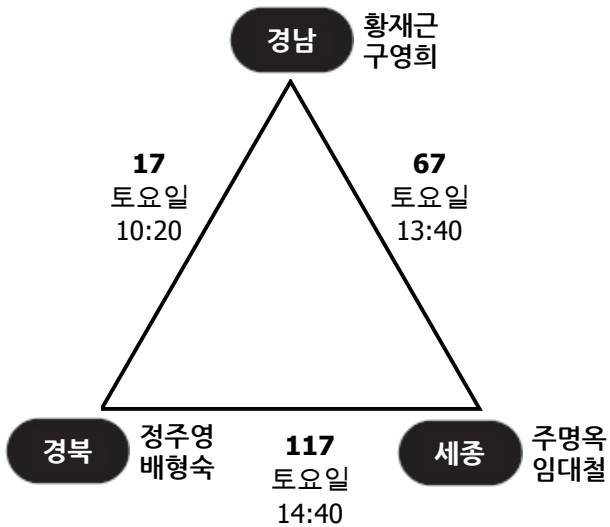 경남
황재근
구영희
17
토요일
10:20
67
토요일
13:40
경북
정주영
배형숙
117
토요일
14:40
세종
주명옥
임대철